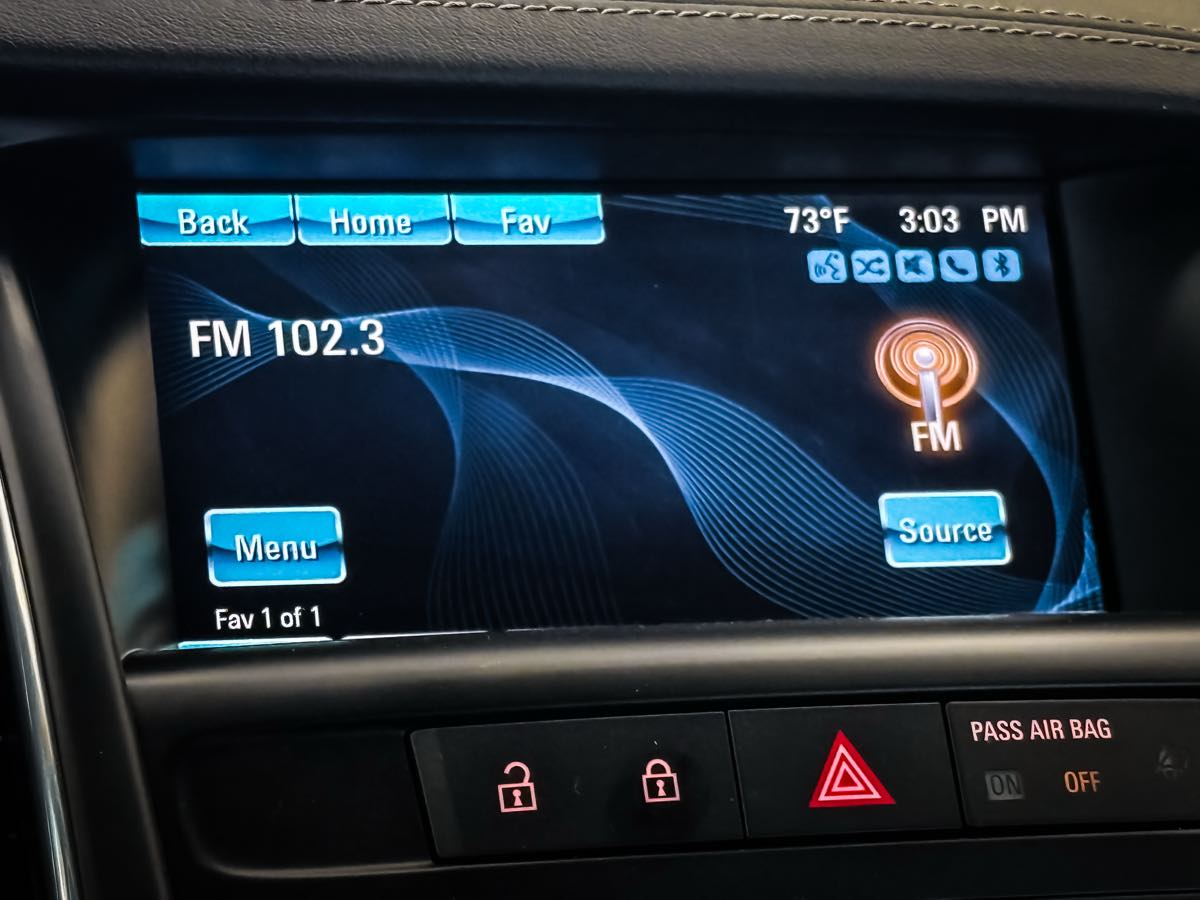 Back Home Fav
73°F 3:03 PM
FM 102.3
FM
Menu
Source
Fav 1 of 1
PASS AIR BAG
ON OFF